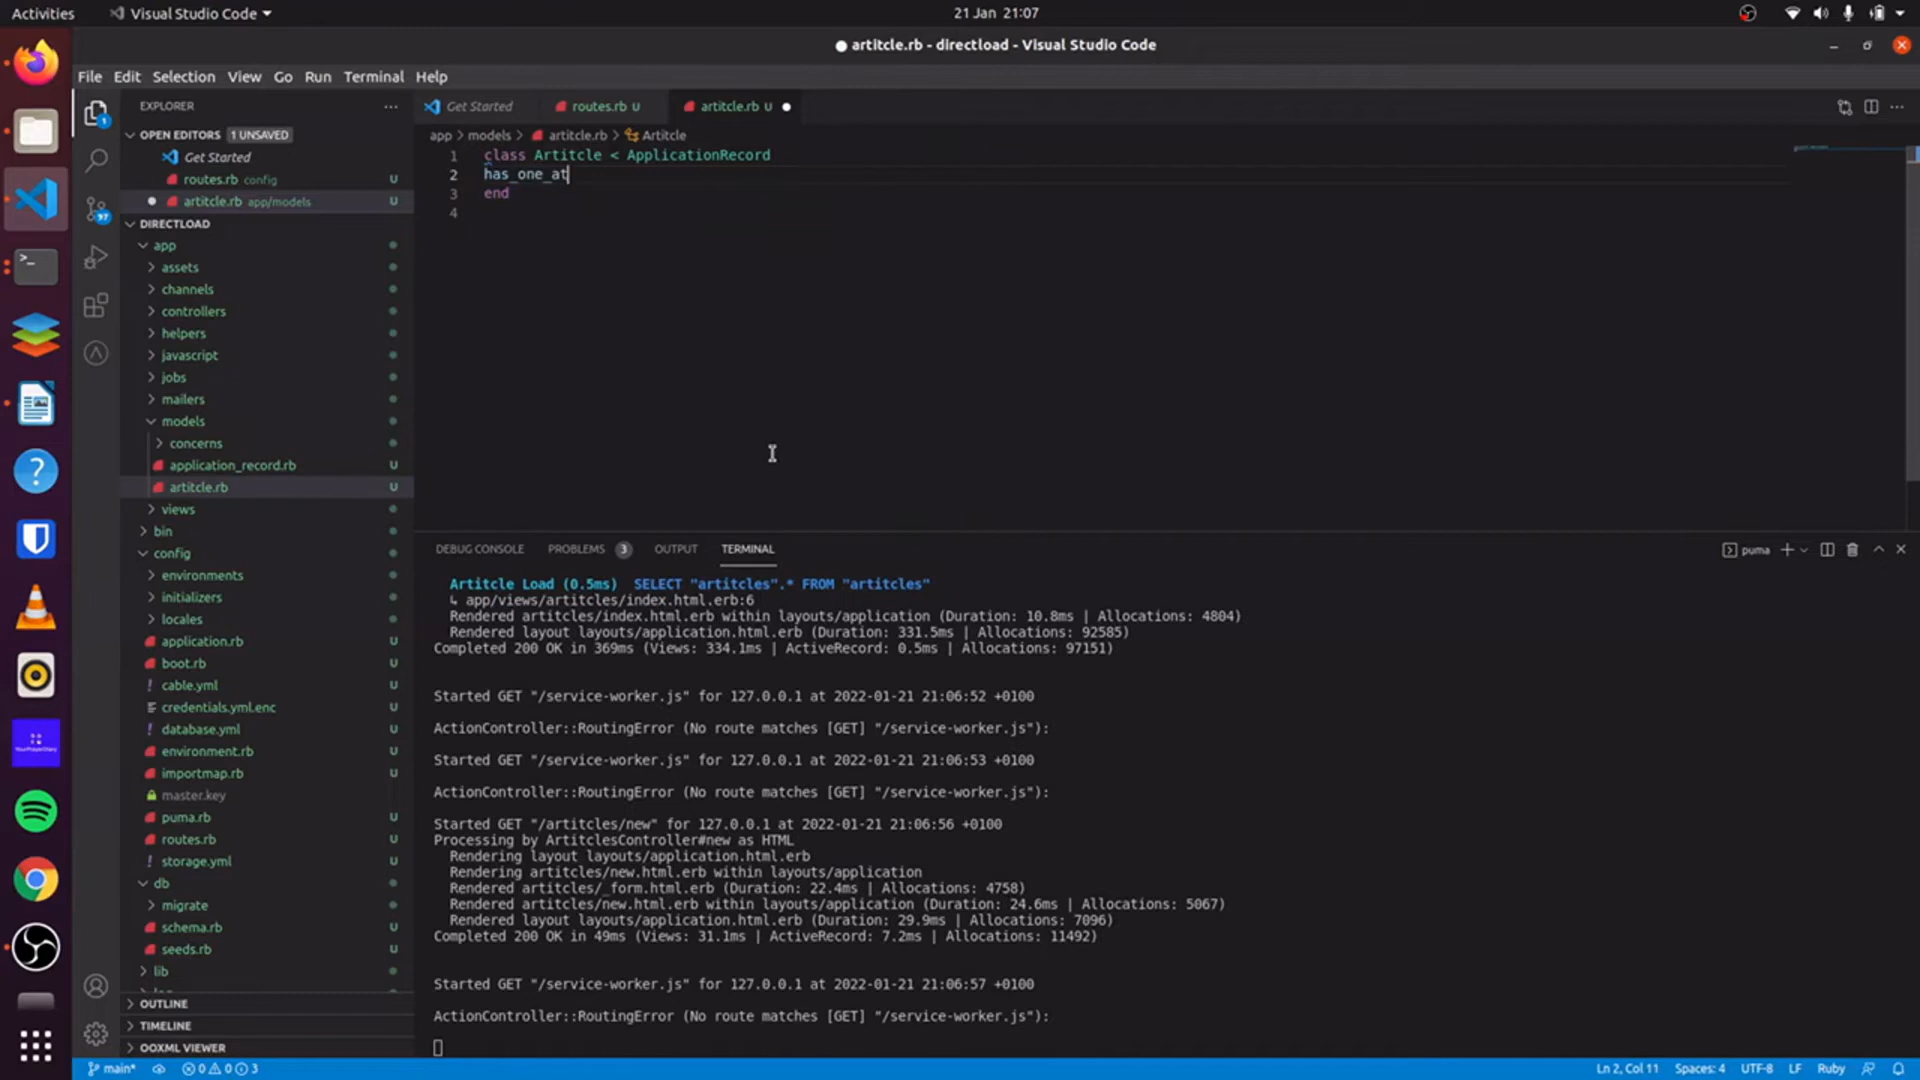 Activities
Visual Studio Code
21 Jan 21:07
● artitcle.rb - directload - Visual Studio Code
File Edit Selection View Go Run Terminal Help
EXPLORER
Get Started
routes.rb U
artitcle.rb U
OPEN EDITORS 1 UNSAVED
app > models > artitcle.rb > Artitcle
Get Started
routes.rb config U
artitcle.rb app/models U
1 class Artitcle < ApplicationRecord
2 has_one_at
3 end
4
DIRECTLOAD
app
assets
channels
controllers
helpers
javascript
jobs
mailers
models
concerns
application_record.rb U
artitcle.rb U
views
bin
config
environments
initializers
locales
application.rb U
boot.rb U
cable.yml U
credentials.yml.enc U
database.yml U
environment.rb U
importmap.rb U
master.key
puma.rb U
routes.rb U
storage.yml U
db
migrate
schema.rb U
seeds.rb U
lib
OUTLINE
TIMELINE
OOXML VIEWER
1
97
YourPrayerDiary
DEBUG CONSOLE PROBLEMS 3 OUTPUT TERMINAL
puma
Artitcle Load (0.5ms) SELECT "artitcles".* FROM "artitcles"
↳ app/views/artitcles/index.html.erb:6
Rendered artitcles/index.html.erb within layouts/application (Duration: 10.8ms | Allocations: 4804)
Rendered layout layouts/application.html.erb (Duration: 331.5ms | Allocations: 92585)
Completed 200 OK in 369ms (Views: 334.1ms | ActiveRecord: 0.5ms | Allocations: 97151)
Started GET "/service-worker.js" for 127.0.0.1 at 2022-01-21 21:06:52 +0100
ActionController::RoutingError (No route matches [GET] "/service-worker.js"):
Started GET "/service-worker.js" for 127.0.0.1 at 2022-01-21 21:06:53 +0100
ActionController::RoutingError (No route matches [GET] "/service-worker.js"):
Started GET "/artitcles/new" for 127.0.0.1 at 2022-01-21 21:06:56 +0100
Processing by ArtitclesController#new as HTML
Rendering layout layouts/application.html.erb
Rendering artitcles/new.html.erb within layouts/application
Rendered artitcles/_form.html.erb (Duration: 22.4ms | Allocations: 4758)
Rendered artitcles/new.html.erb within layouts/application (Duration: 24.6ms | Allocations: 5067)
Rendered layout layouts/application.html.erb (Duration: 29.9ms | Allocations: 7096)
Completed 200 OK in 49ms (Views: 31.1ms | ActiveRecord: 7.2ms | Allocations: 11492)
Started GET "/service-worker.js" for 127.0.0.1 at 2022-01-21 21:06:57 +0100
ActionController::RoutingError (No route matches [GET] "/service-worker.js"):
main* 0 0 3
Ln 2, Col 11 Spaces: 4 UTF-8 LF Ruby